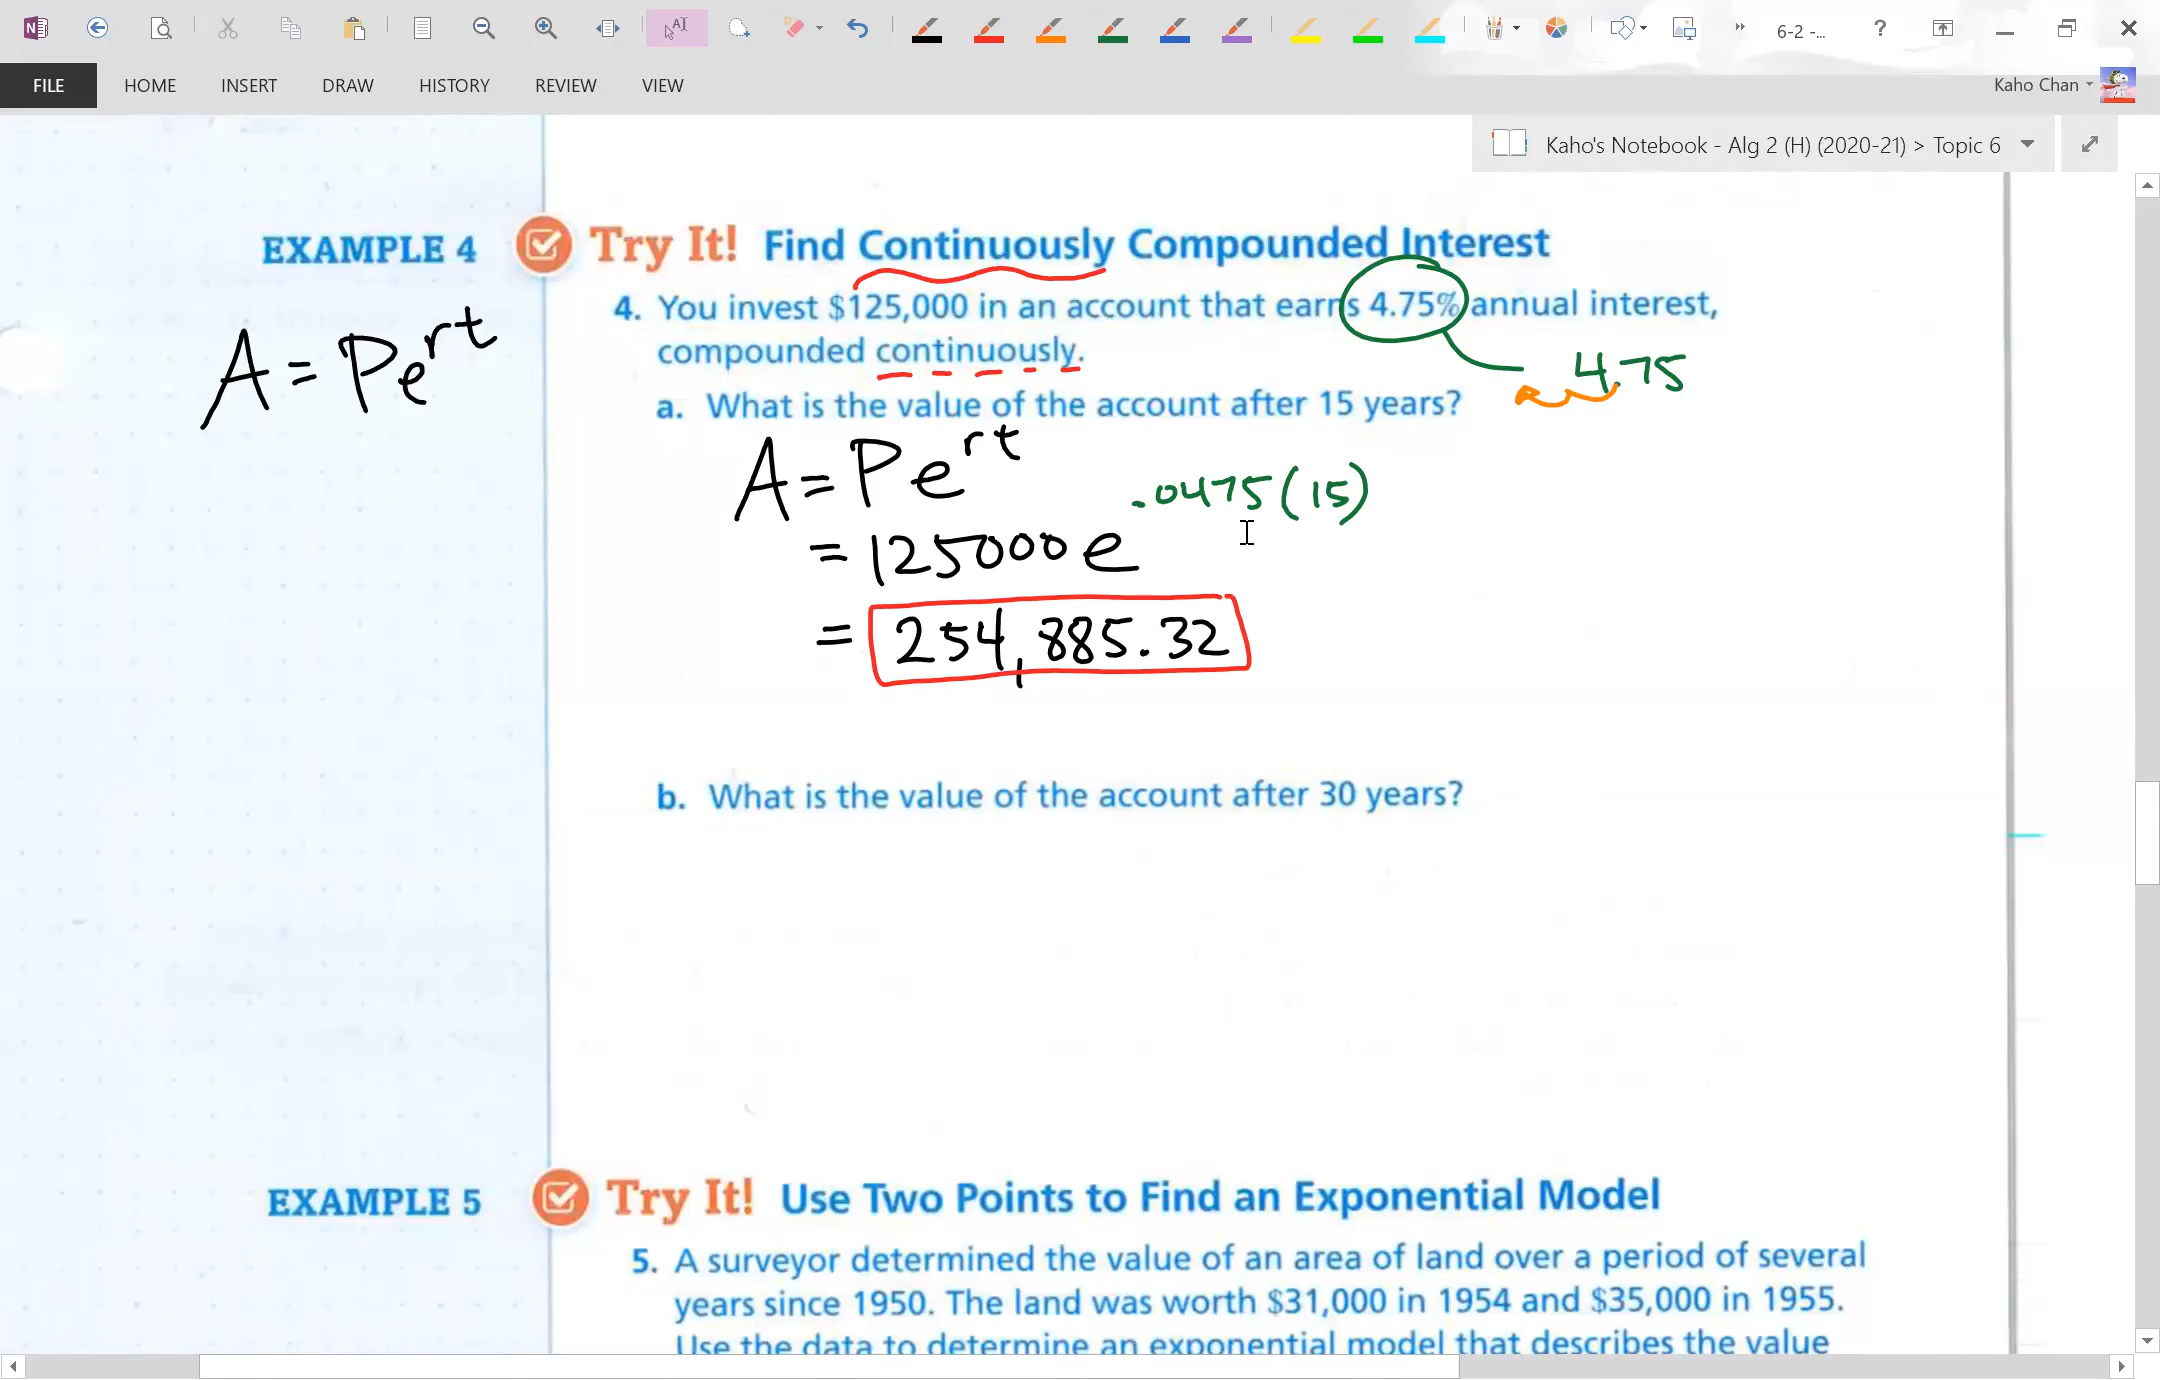 6-2 -...
FILE HOME INSERT DRAW HISTORY REVIEW VIEW
Kaho Chan
Kaho's Notebook - Alg 2 (H) (2020-21) > Topic 6
EXAMPLE 4 Try It! Find Continuously Compounded Interest
4. You invest $125,000 in an account that earns 4.75% annual interest,
compounded continuously.
A = Pe^rt
4.75
a. What is the value of the account after 15 years?
A = Pe^rt
= 125000 e^.0475(15)
= 254,885.32
b. What is the value of the account after 30 years?
EXAMPLE 5 Try It! Use Two Points to Find an Exponential Model
5. A surveyor determined the value of an area of land over a period of several
years since 1950. The land was worth $31,000 in 1954 and $35,000 in 1955.
Use the data to determine an exponential model that describes the value